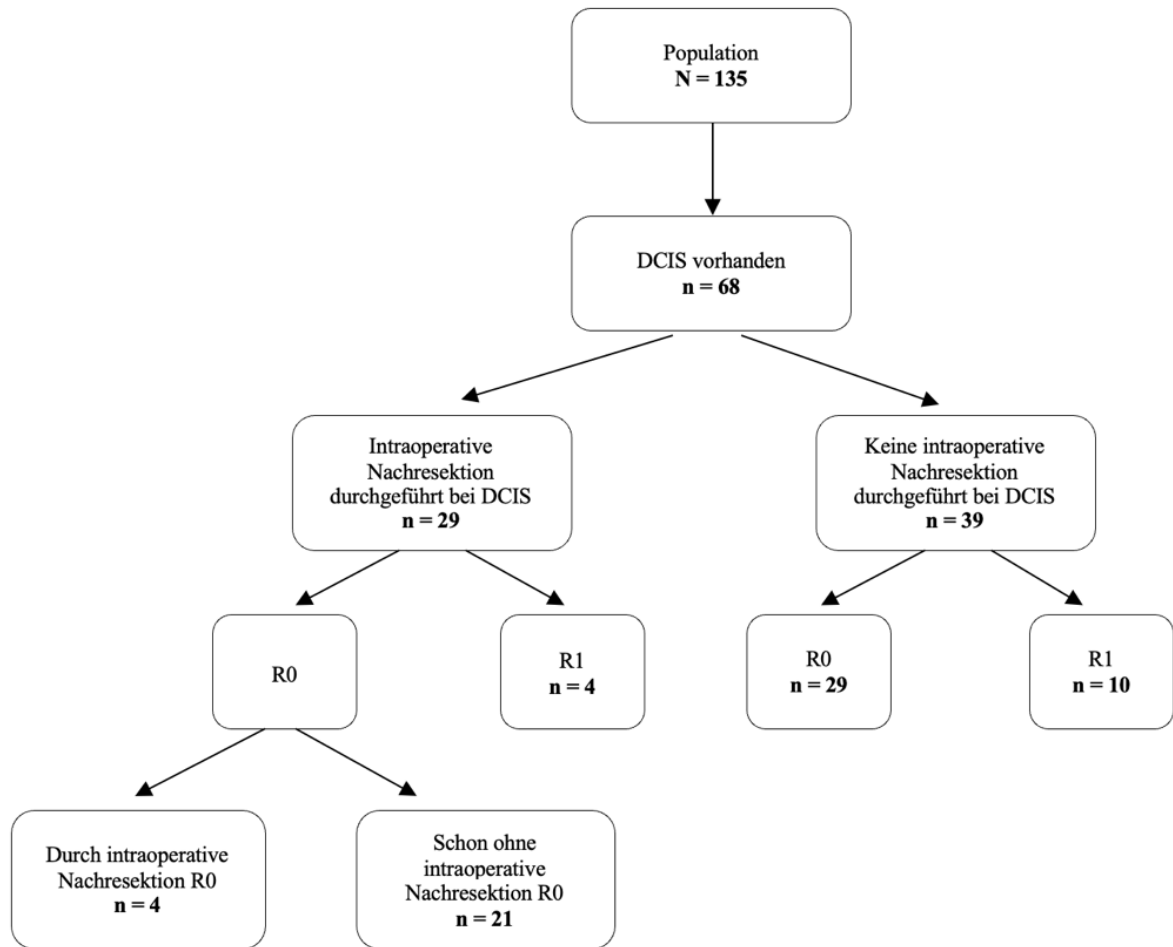 Population
N = 135
DCIS vorhanden
n = 68
Intraoperative
Nachresektion
durchgeführt bei DCIS
n = 29
Keine intraoperative
Nachresektion
durchgeführt bei DCIS
n = 39
R0
R1
n = 4
R0
n = 29
R1
n = 10
Durch intraoperative
Nachresektion R0
n = 4
Schon ohne
intraoperative
Nachresektion R0
n = 21